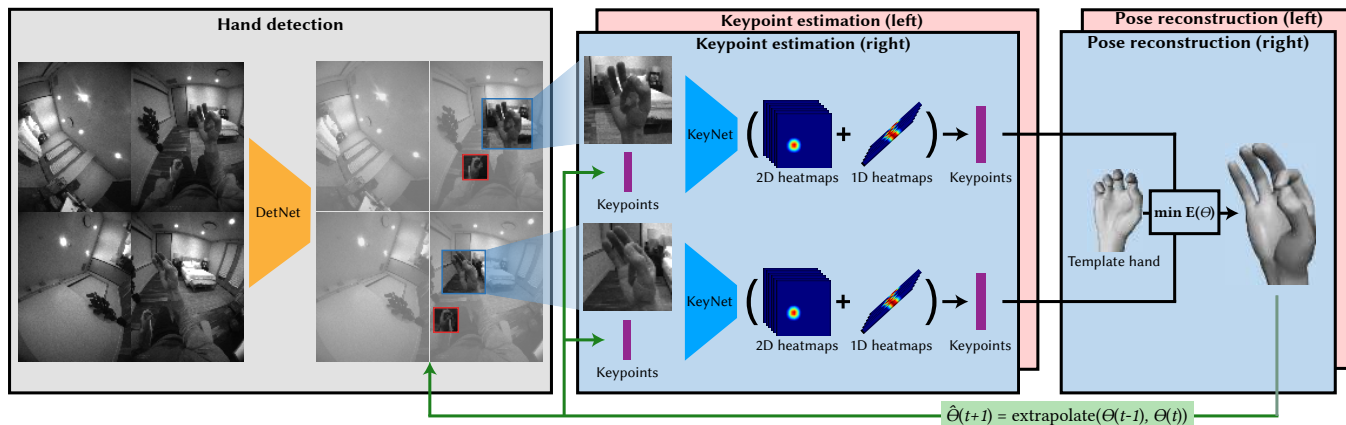 Hand detection
DetNet
Keypoint estimation (left)
Keypoint estimation (right)
Keypoints
KeyNet
(
+
)
2D heatmaps
1D heatmaps
Keypoints
Keypoints
KeyNet
(
+
)
2D heatmaps
1D heatmaps
Keypoints
Pose reconstruction (left)
Pose reconstruction (right)
Template hand
min E(Θ)
Θ̂(t+1) = extrapolate(Θ(t-1), Θ(t))